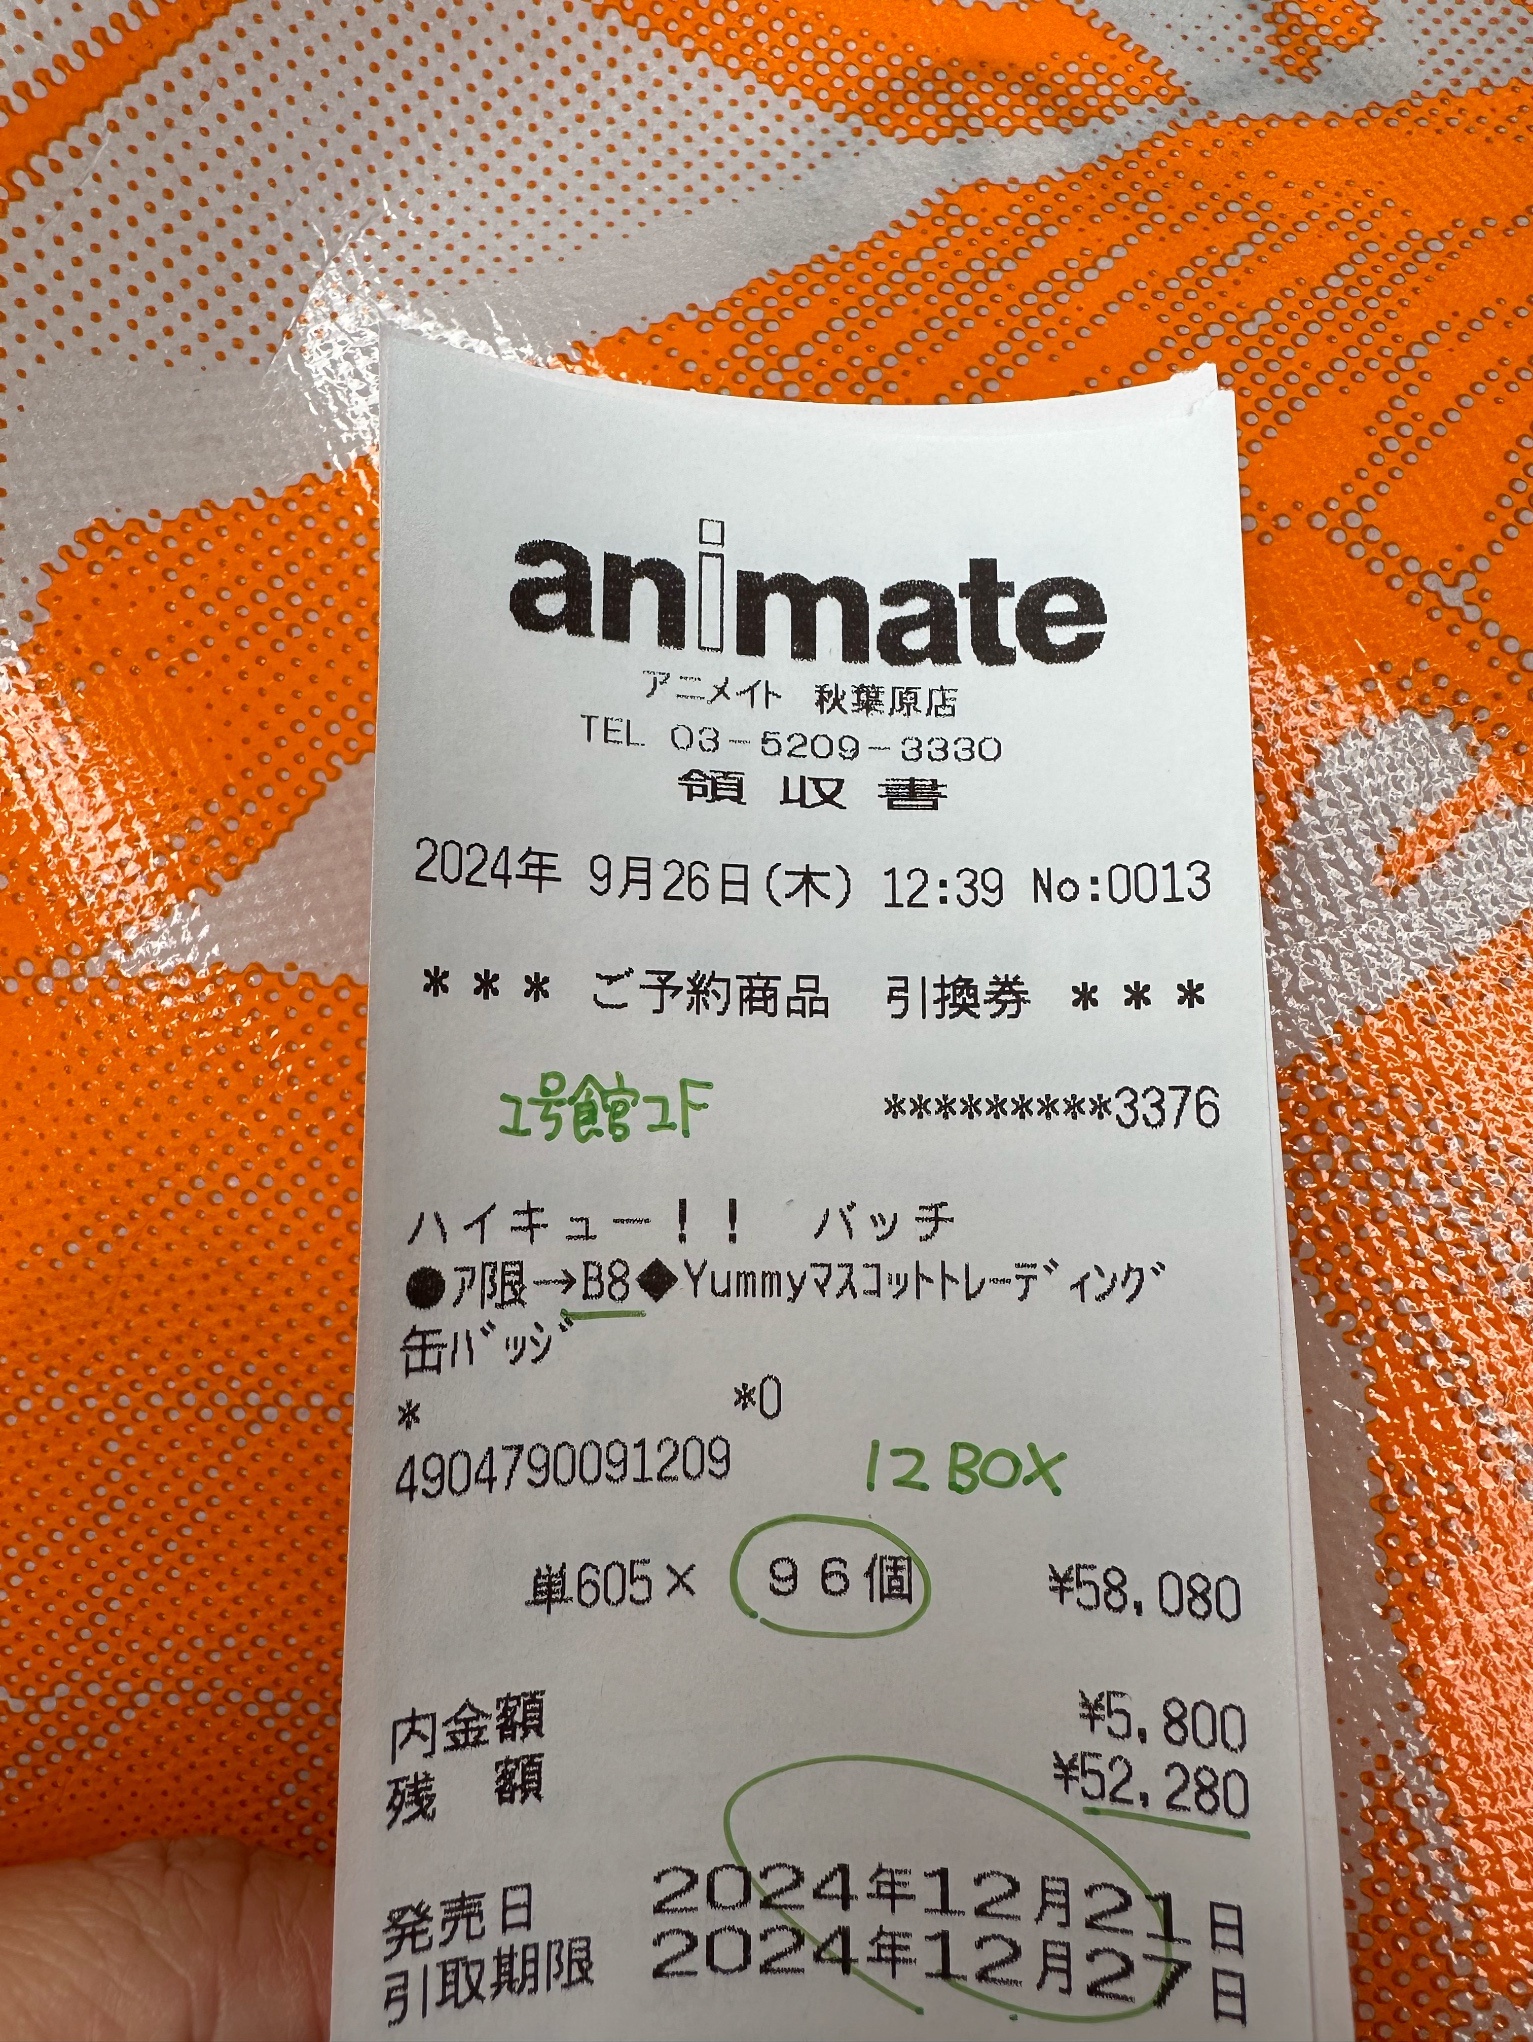 animate
アニメイト 秋葉原店
TEL 03-5209-3330
領収書
2024年 9月26日(木) 12:39 No:0013
*** ご予約商品 引換券 ***
1号館1F *********3376
ハイキュー!! バッチ
●ア限→B8◆Yummyマスコットトレーディング
缶バッジ
* *0
4904790091209 12BOX
単605× 96個 ¥58,080
内金額 ¥5,800
残 額 ¥52,280
発売日 2024年12月21日
引取期限 2024年12月27日